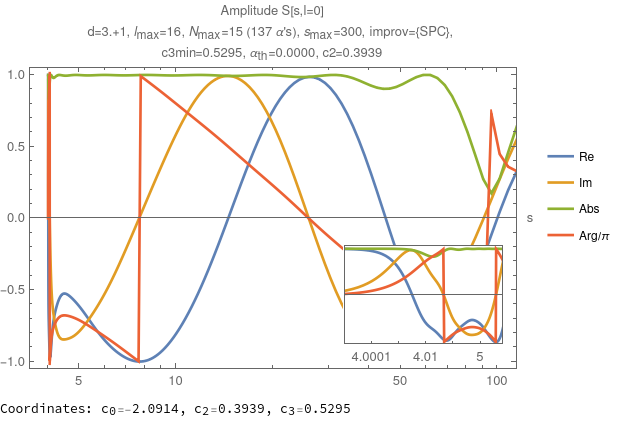 Amplitude S[s,l=0]
d=3.+1, lmax=16, Nmax=15 (137 α's), smax=300, improv={SPC},
c3min=0.5295, αth=0.0000, c2=0.3939
1.0
0.5
0.0
-0.5
-1.0
5
10
50
100
s
4.0001
4.01
5
Re
Im
Abs
Arg/π
Coordinates: c0=-2.0914, c2=0.3939, c3=0.5295